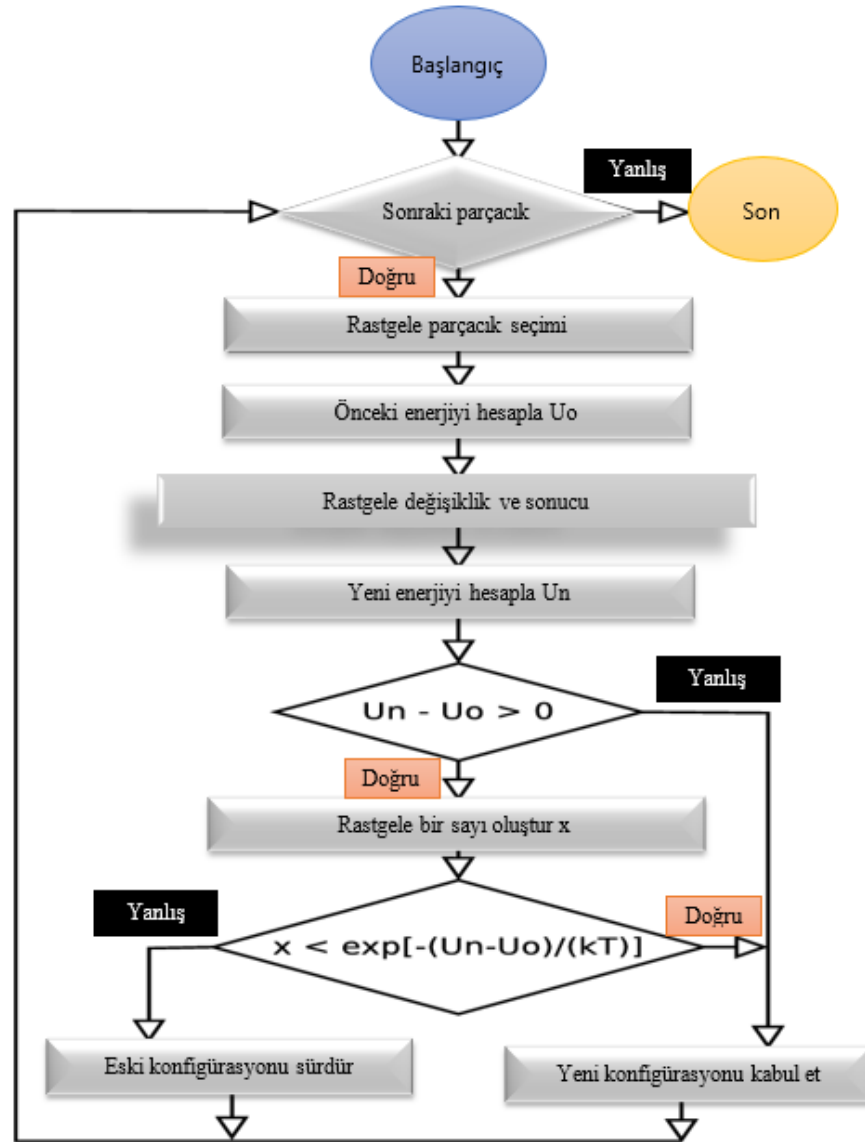 Başlangıç
Yanlış
Sonraki parçacık
Son
Doğru
Rastgele parçacık seçimi
Önceki enerjiyi hesapla Uo
Rastgele değişiklik ve sonucu
Yeni enerjiyi hesapla Un
Yanlış
Un - Uo > 0
Doğru
Rastgele bir sayı oluştur x
Yanlış
Doğru
x < exp[-(Un-Uo)/(kT)]
Eski konfigürasyonu sürdür
Yeni konfigürasyonu kabul et